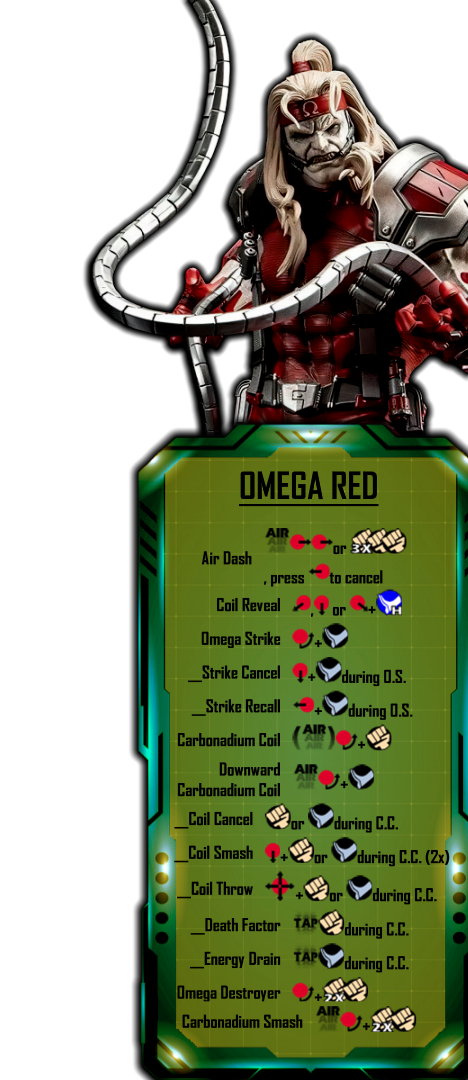 OMEGA RED
AIR
Air Dash or 3X
, press to cancel
Coil Reveal , or + H
Omega Strike +
__Strike Cancel + during O.S.
__Strike Recall + during O.S.
Carbonadium Coil ( AIR ) +
Downward AIR
Carbonadium Coil +
__Coil Cancel or during C.C.
__Coil Smash + or during C.C. (2x)
__Coil Throw + or during C.C.
__Death Factor TAP during C.C.
__Energy Drain TAP during C.C.
Omega Destroyer + 2X
Carbonadium Smash AIR + 2X